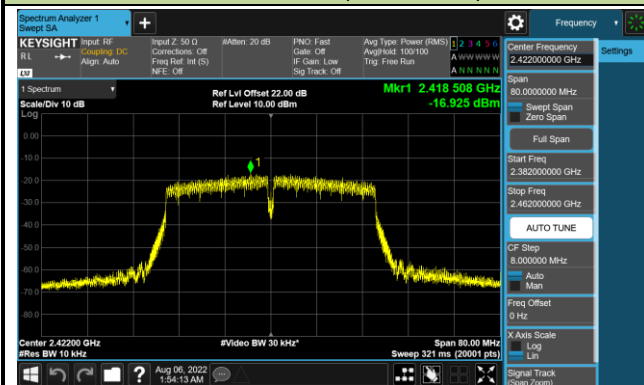 Spectrum Analyzer 1
Swept SA
Frequency
KEYSIGHT
Input: RF
Input Z: 50 Ω
#Atten: 20 dB
PNO: Fast
Avg Type: Power (RMS)
1 2 3 4 5 6
R L
Coupling: DC
Corrections: Off
Gate: Off
Avg|Hold: 100/100
A W W W W W
Align: Auto
Freq Ref: Int (S)
IF Gain: Low
Trig: Free Run
NFE: Off
Sig Track: Off
A N N N N N
LXI
Center Frequency
2.422000000 GHz
Settings
Span
80.0000000 MHz
Swept Span
Zero Span
Full Span
Start Freq
2.382000000 GHz
Stop Freq
2.462000000 GHz
AUTO TUNE
CF Step
8.000000 MHz
Auto
Man
Freq Offset
0 Hz
X Axis Scale
Log
Lin
Signal Track
(Span Zoom)
1 Spectrum
Scale/Div 10 dB
Ref Lvl Offset 22.00 dB
Ref Level 10.00 dBm
Mkr1 2.418 508 GHz
-16.925 dBm
Log
0.00
-10.0
1
-20.0
-30.0
-40.0
-50.0
-60.0
-70.0
-80.0
Center 2.42200 GHz
#Video BW 30 kHz*
Span 80.00 MHz
#Res BW 10 kHz
Sweep 321 ms (20001 pts)
?
Aug 06, 2022
1:54:13 AM